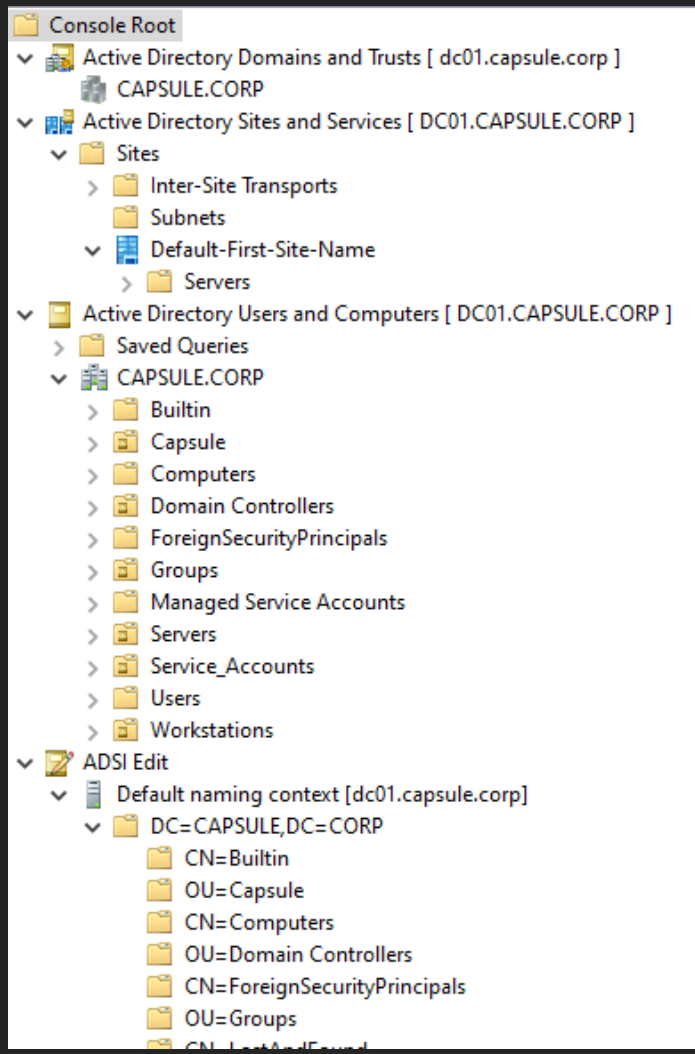 Console Root
Active Directory Domains and Trusts [ dc01.capsule.corp ]
CAPSULE.CORP
Active Directory Sites and Services [ DC01.CAPSULE.CORP ]
Sites
Inter-Site Transports
Subnets
Default-First-Site-Name
Servers
Active Directory Users and Computers [ DC01.CAPSULE.CORP ]
Saved Queries
CAPSULE.CORP
Builtin
Capsule
Computers
Domain Controllers
ForeignSecurityPrincipals
Groups
Managed Service Accounts
Servers
Service_Accounts
Users
Workstations
ADSI Edit
Default naming context [dc01.capsule.corp]
DC=CAPSULE,DC=CORP
CN=Builtin
OU=Capsule
CN=Computers
OU=Domain Controllers
CN=ForeignSecurityPrincipals
OU=Groups
CN=LostAndFound